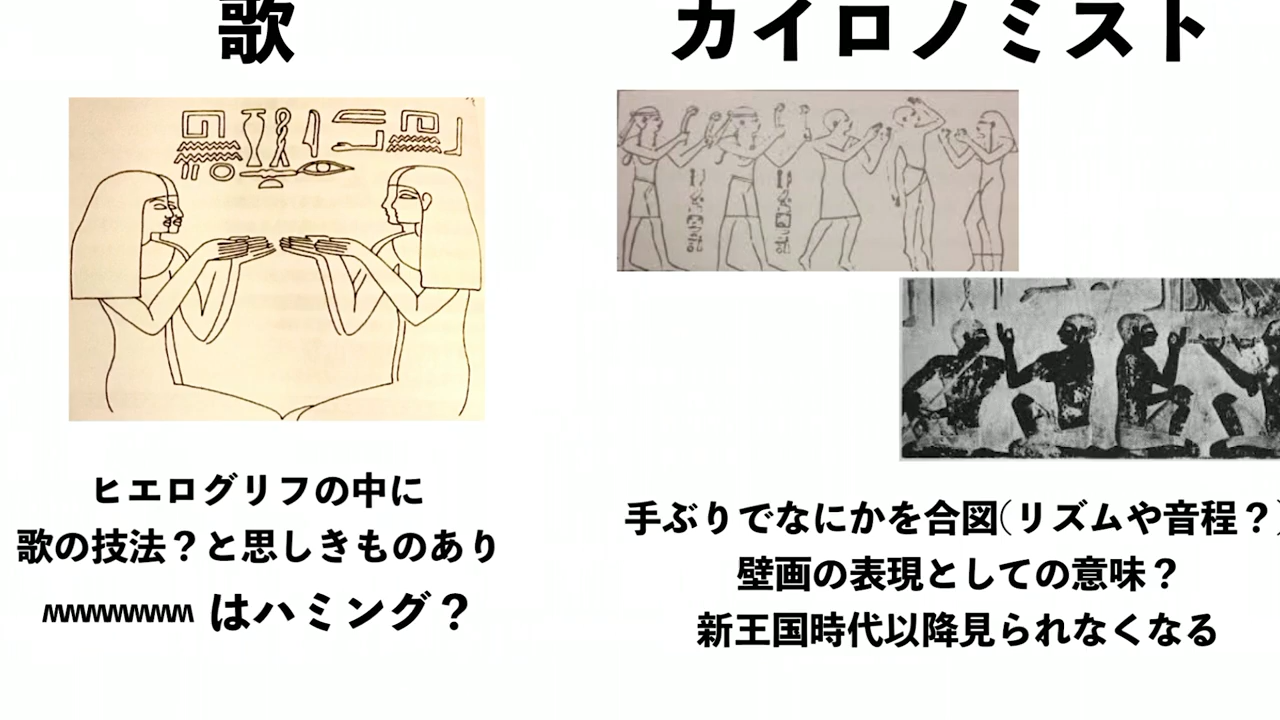 歌
ヒエログリフの中に
歌の技法？と思しきものあり
はハミング？
カイロノミスト
手ぶりでなにかを合図(リズムや音程？)
壁画の表現としての意味？
新王国時代以降見られなくなる